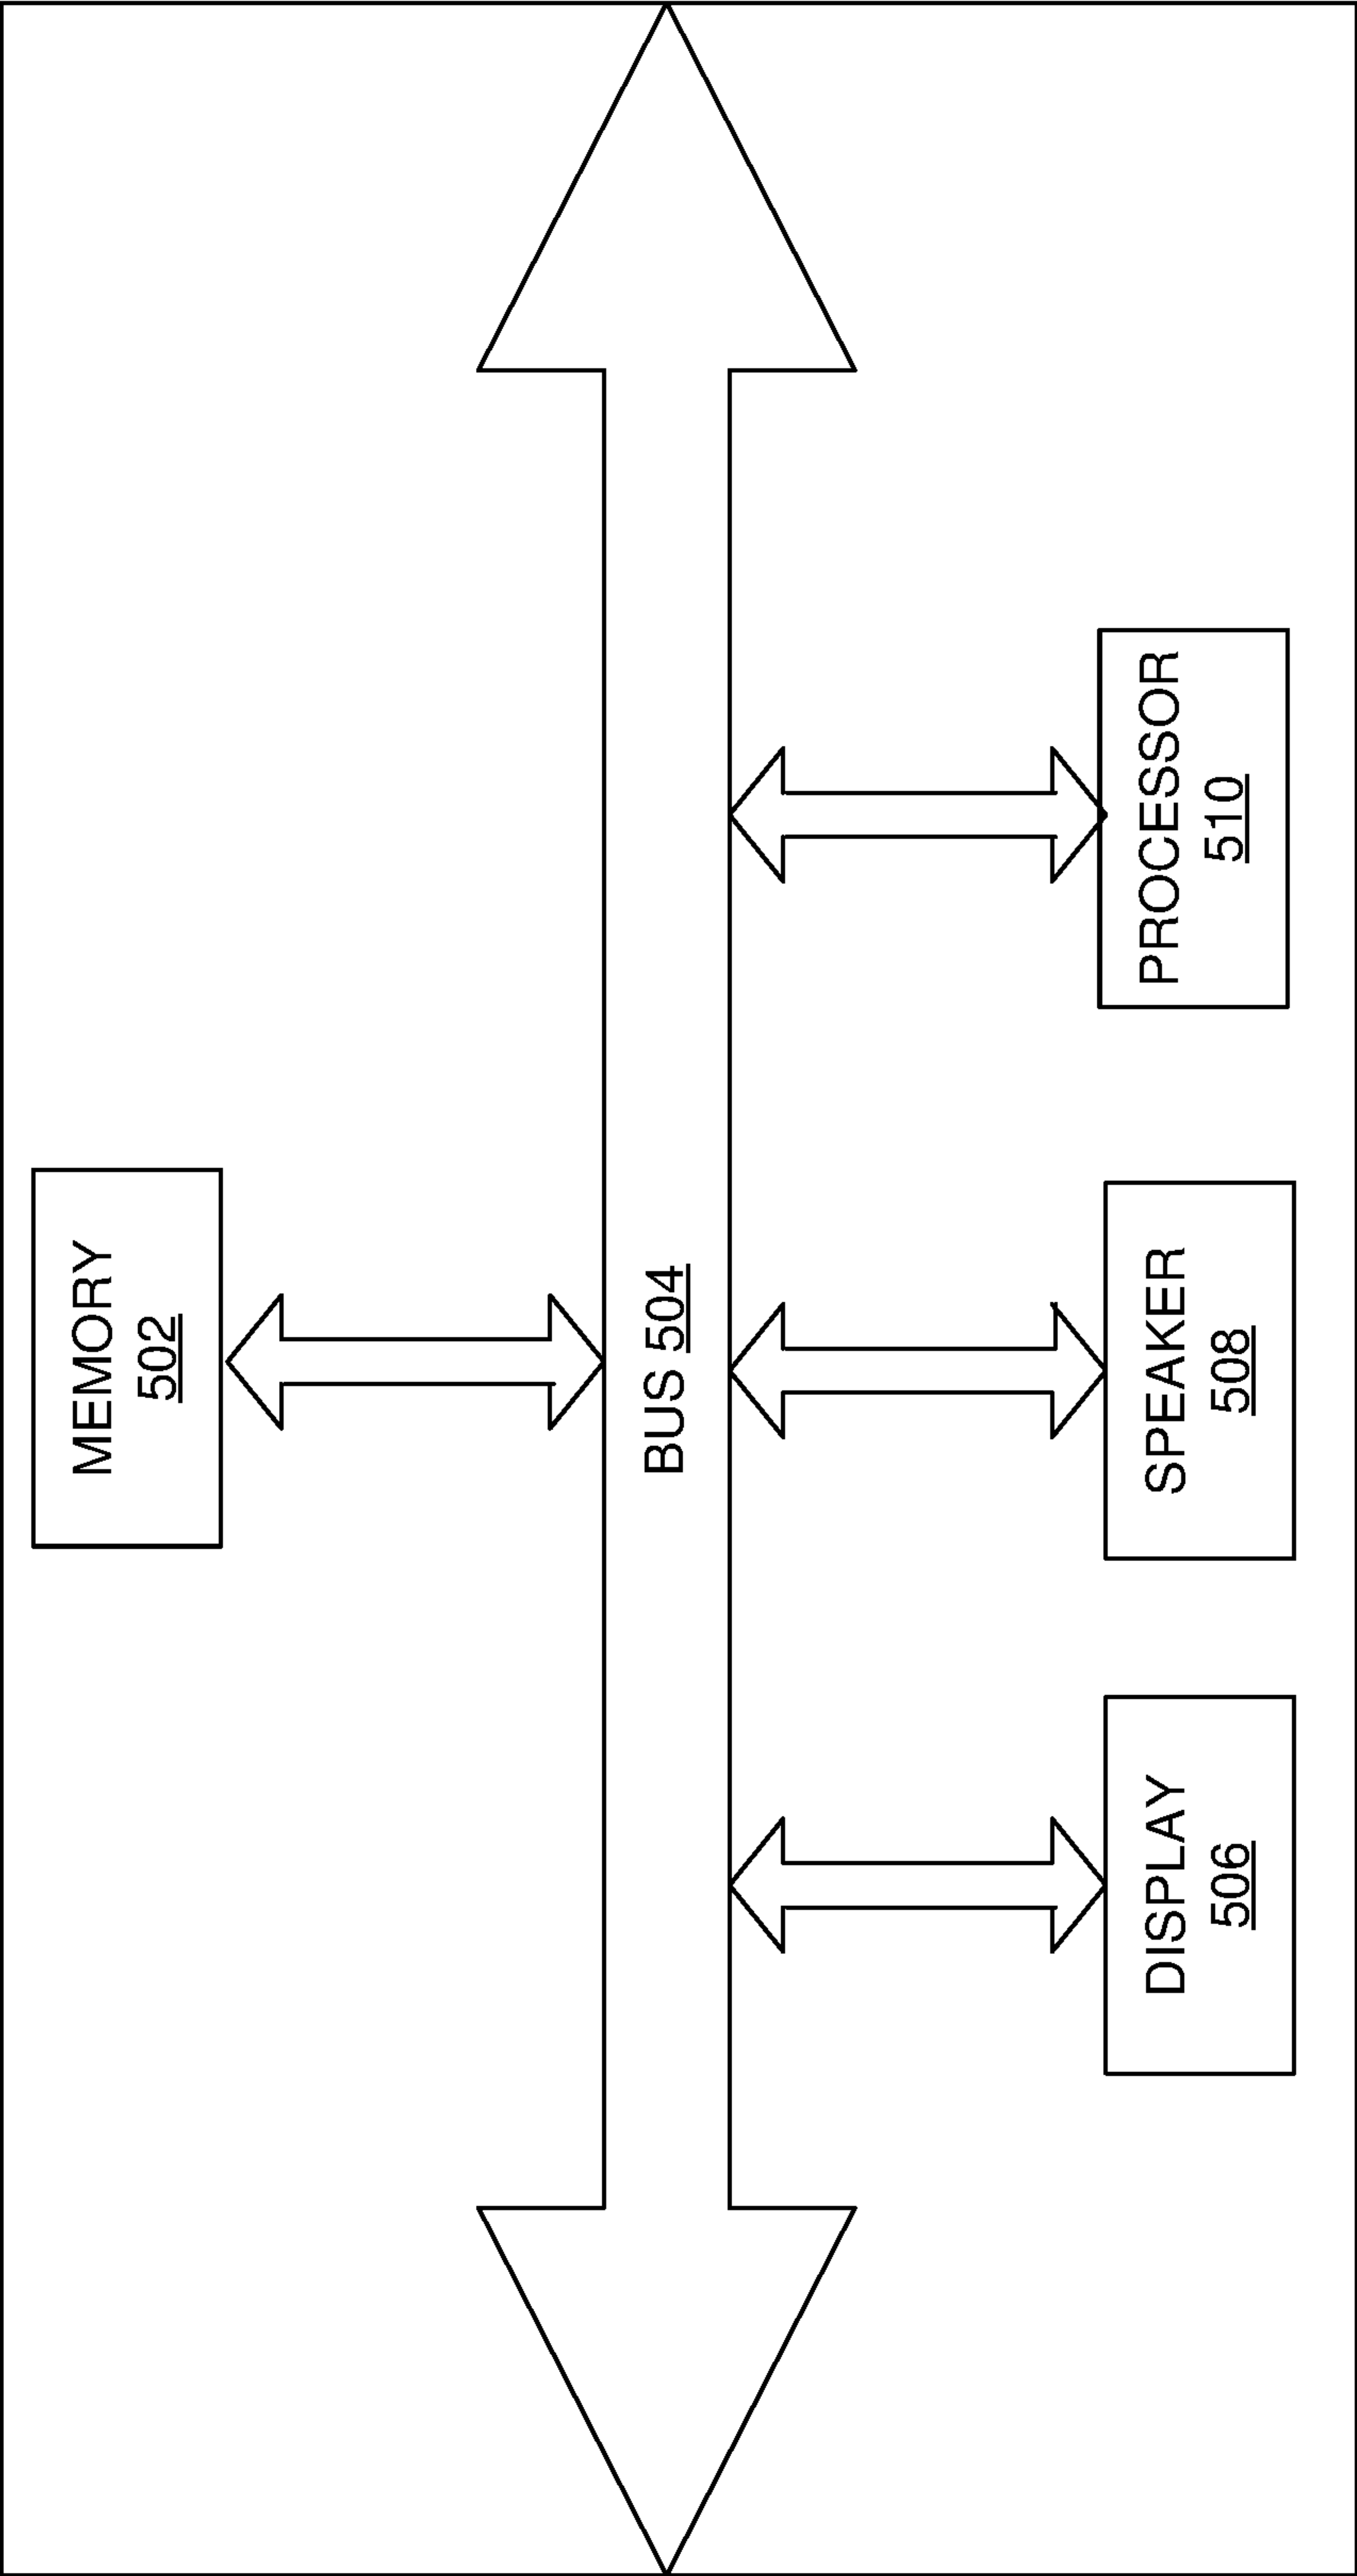 MEMORY
502
BUS 504
DISPLAY
506
SPEAKER
508
PROCESSOR
510